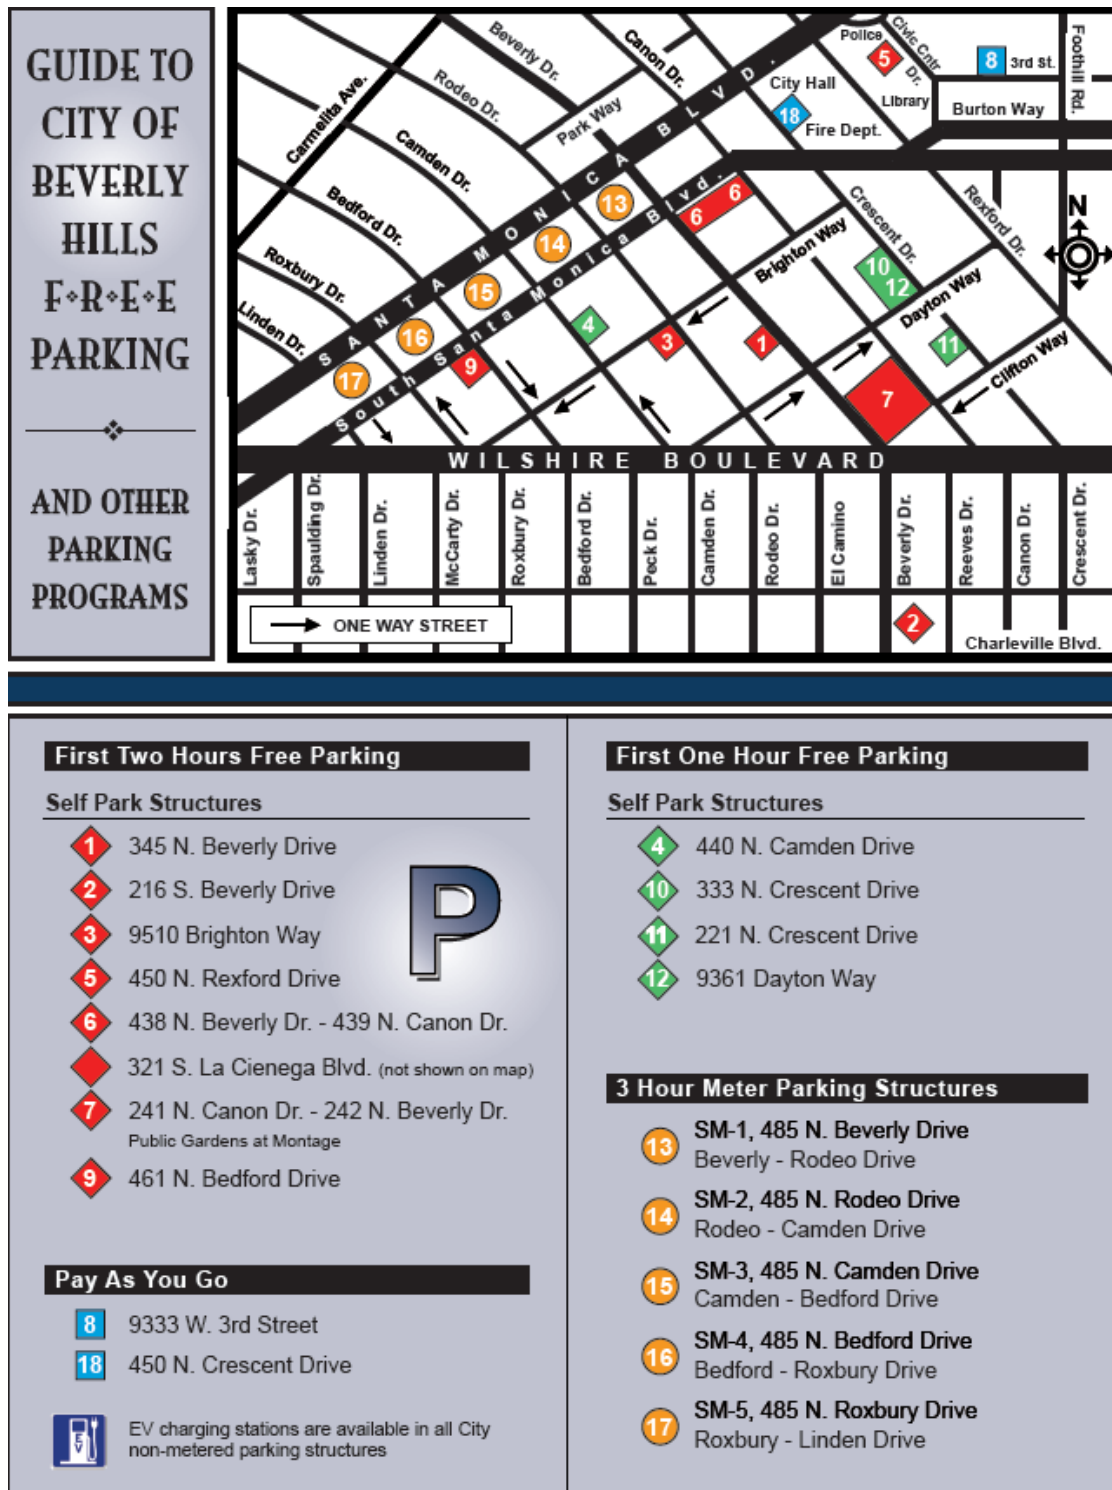 GUIDE TO
CITY OF
BEVERLY
HILLS
F❖R❖E❖E
PARKING
AND OTHER
PARKING
PROGRAMS
Carmelita Ave.
Beverly Dr.
Rodeo Dr.
Canon Dr.
Park Way
Camden Dr.
Bedford Dr.
Roxbury Dr.
Linden Dr.
SANTA MONICA BLVD.
South Santa Monica Blvd.
Police
5
Civic Cntr Dr.
8
3rd St.
Foothill Rd.
City Hall
18
Fire Dept.
Library
Burton Way
13
14
15
16
17
6
6
Crescent Dr.
Rexford Dr.
N
Brighton Way
10
12
Dayton Way
11
Clifton Way
4
3
1
9
7
WILSHIRE BOULEVARD
Lasky Dr.
Spaulding Dr.
Linden Dr.
McCarty Dr.
Roxbury Dr.
Bedford Dr.
Peck Dr.
Camden Dr.
Rodeo Dr.
El Camino
Beverly Dr.
Reeves Dr.
Canon Dr.
Crescent Dr.
ONE WAY STREET
2
Charleville Blvd.
First Two Hours Free Parking
Self Park Structures
1 345 N. Beverly Drive
2 216 S. Beverly Drive
3 9510 Brighton Way
5 450 N. Rexford Drive
6 438 N. Beverly Dr. - 439 N. Canon Dr.
321 S. La Cienega Blvd. (not shown on map)
7 241 N. Canon Dr. - 242 N. Beverly Dr.
Public Gardens at Montage
9 461 N. Bedford Drive
P
Pay As You Go
8 9333 W. 3rd Street
18 450 N. Crescent Drive
EV
EV charging stations are available in all City
non-metered parking structures
First One Hour Free Parking
Self Park Structures
4 440 N. Camden Drive
10 333 N. Crescent Drive
11 221 N. Crescent Drive
12 9361 Dayton Way
3 Hour Meter Parking Structures
13 SM-1, 485 N. Beverly Drive
Beverly - Rodeo Drive
14 SM-2, 485 N. Rodeo Drive
Rodeo - Camden Drive
15 SM-3, 485 N. Camden Drive
Camden - Bedford Drive
16 SM-4, 485 N. Bedford Drive
Bedford - Roxbury Drive
17 SM-5, 485 N. Roxbury Drive
Roxbury - Linden Drive